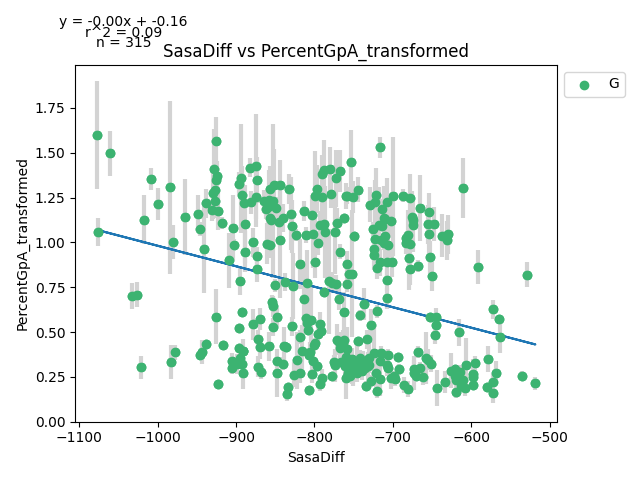 y = -0.00x + -0.16
r^2 = 0.09
n = 315
SasaDiff vs PercentGpA_transformed
G
PercentGpA_transformed
1.75
1.50
1.25
1.00
0.75
0.50
0.25
0.00
−1100 −1000 −900 −800 −700 −600 −500
SasaDiff